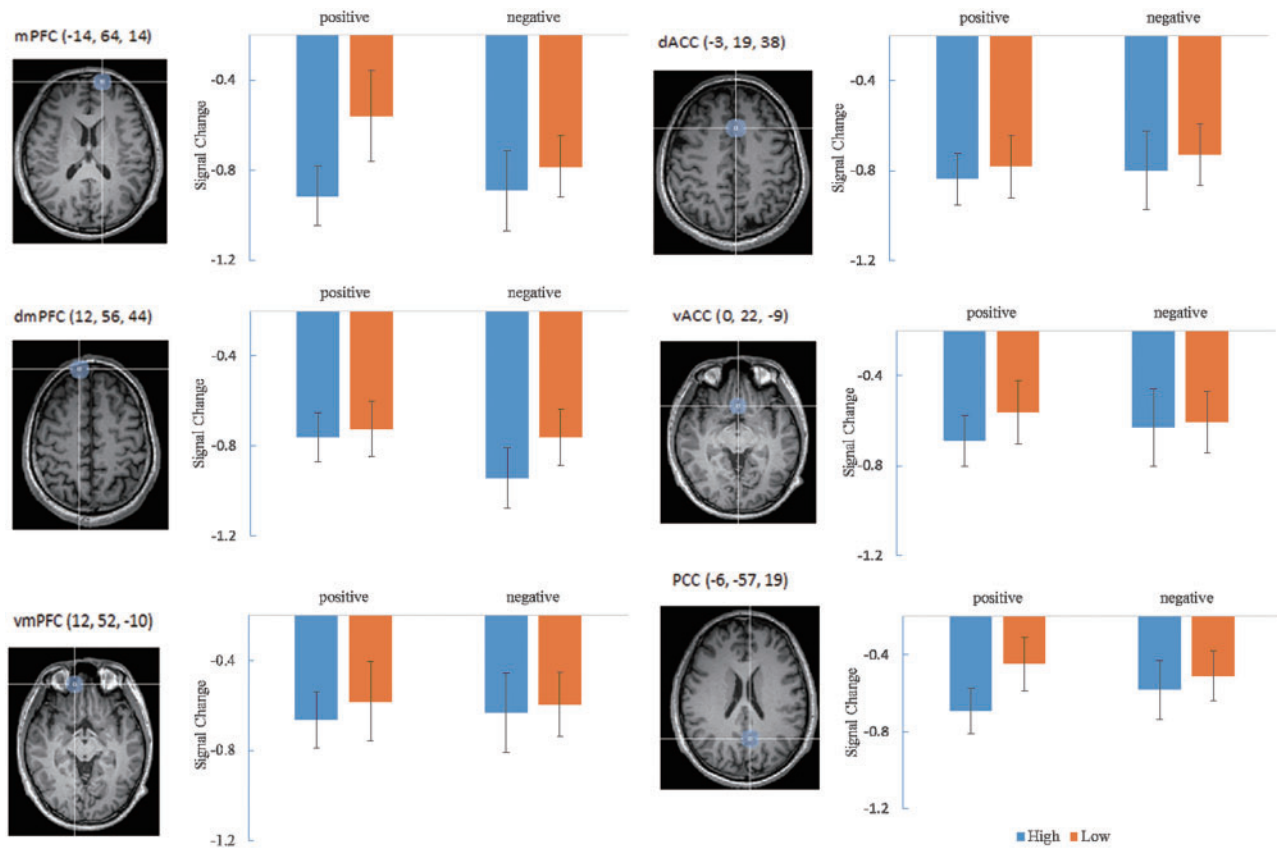 mPFC (-14, 64, 14)
positive
negative
Signal Change
-0.4
-0.8
-1.2
dACC (-3, 19, 38)
positive
negative
Signal Change
-0.4
-0.8
-1.2
dmPFC (12, 56, 44)
positive
negative
Signal Change
-0.4
-0.8
-1.2
vACC (0, 22, -9)
positive
negative
Signal Change
-0.4
-0.8
-1.2
vmPFC (12, 52, -10)
positive
negative
Signal Change
-0.4
-0.8
-1.2
PCC (-6, -57, 19)
positive
negative
Signal Change
-0.4
-0.8
-1.2
High Low